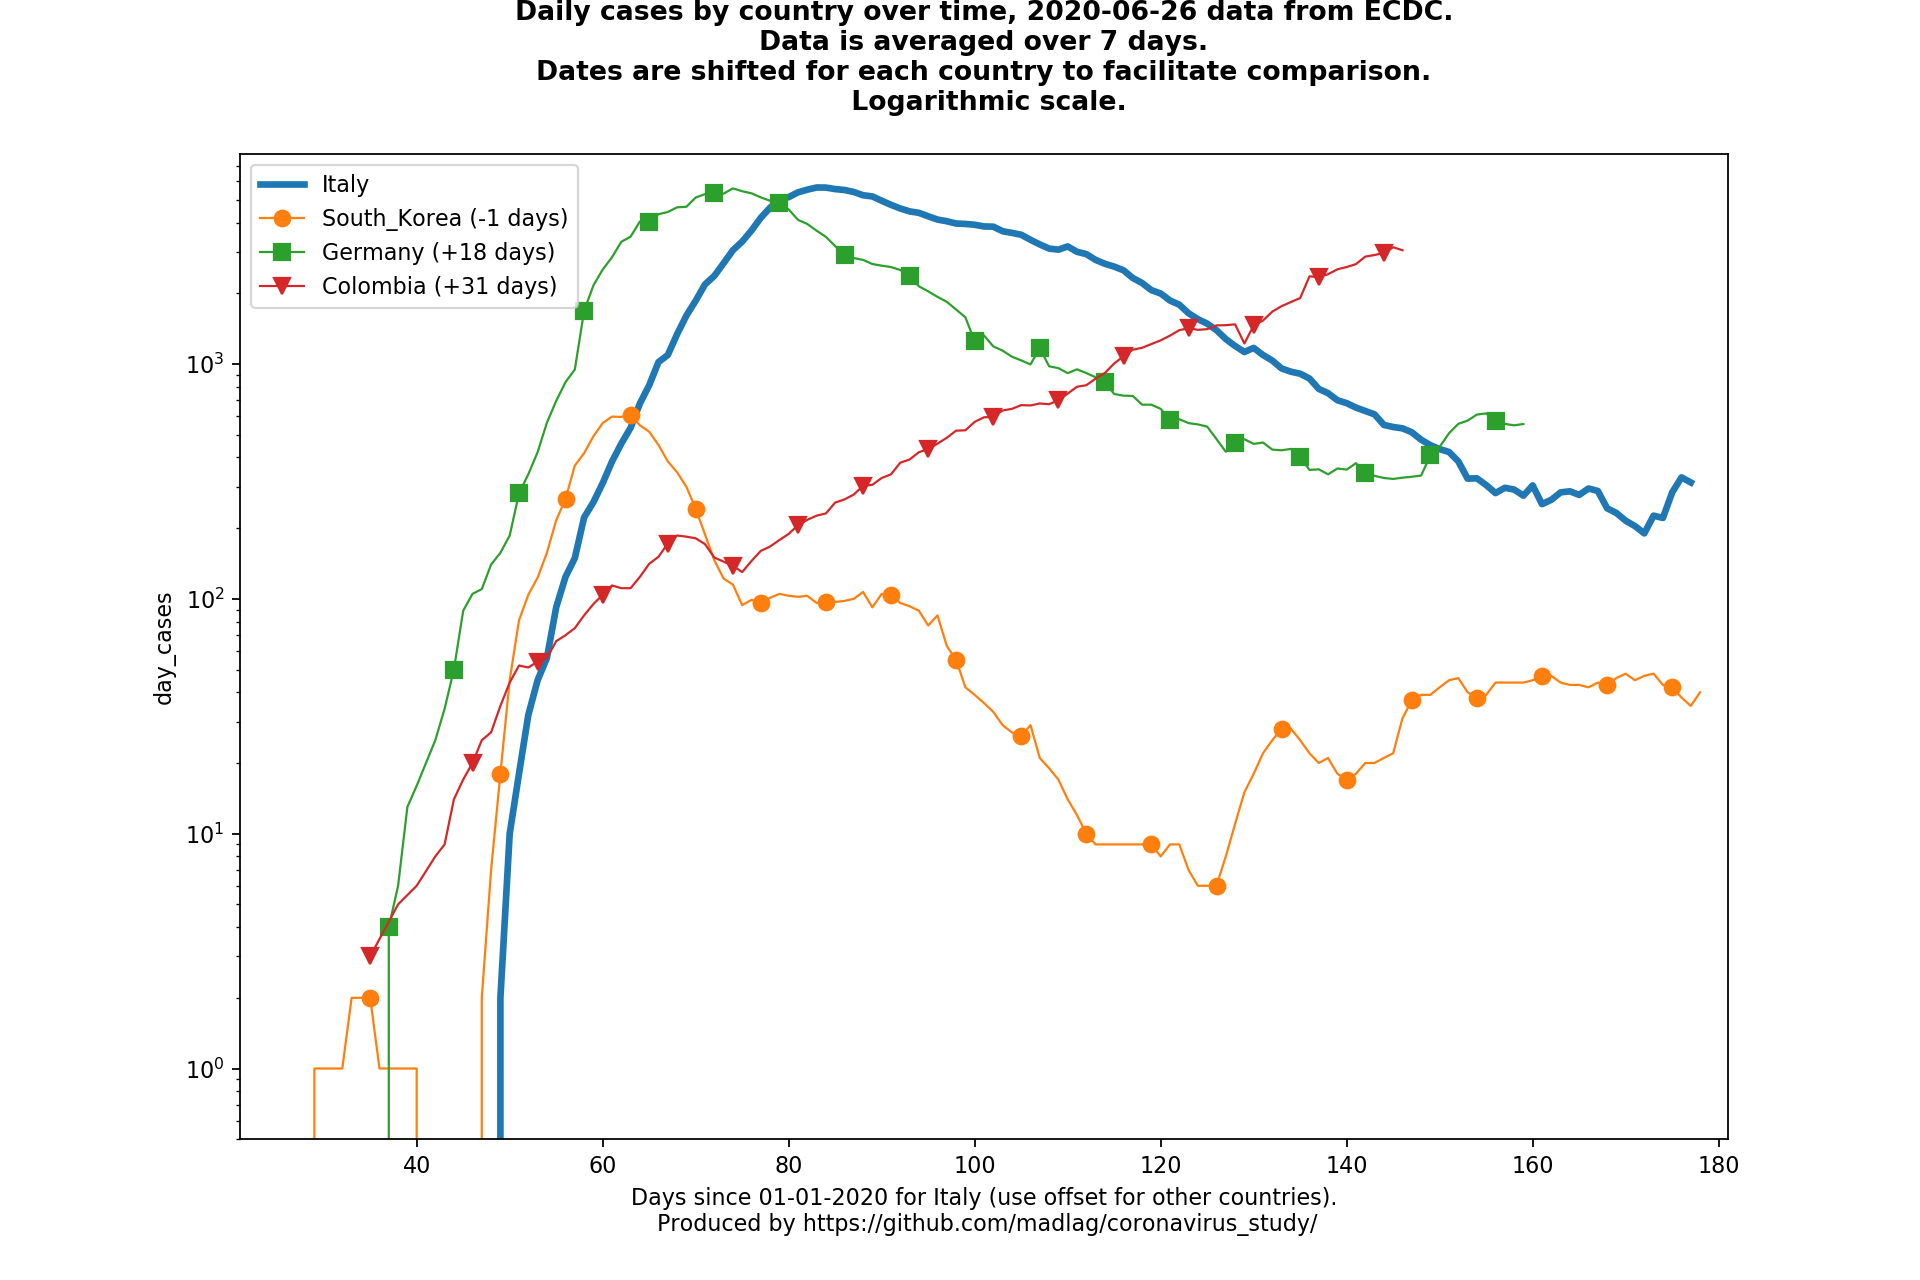 Daily cases by country over time, 2020-06-26 data from ECDC.
Data is averaged over 7 days.
Dates are shifted for each country to facilitate comparison.
Logarithmic scale.
Italy
South_Korea (-1 days)
Germany (+18 days)
Colombia (+31 days)
day_cases
10³
10²
10¹
10⁰
40 60 80 100 120 140 160 180
Days since 01-01-2020 for Italy (use offset for other countries).
Produced by https://github.com/madlag/coronavirus_study/